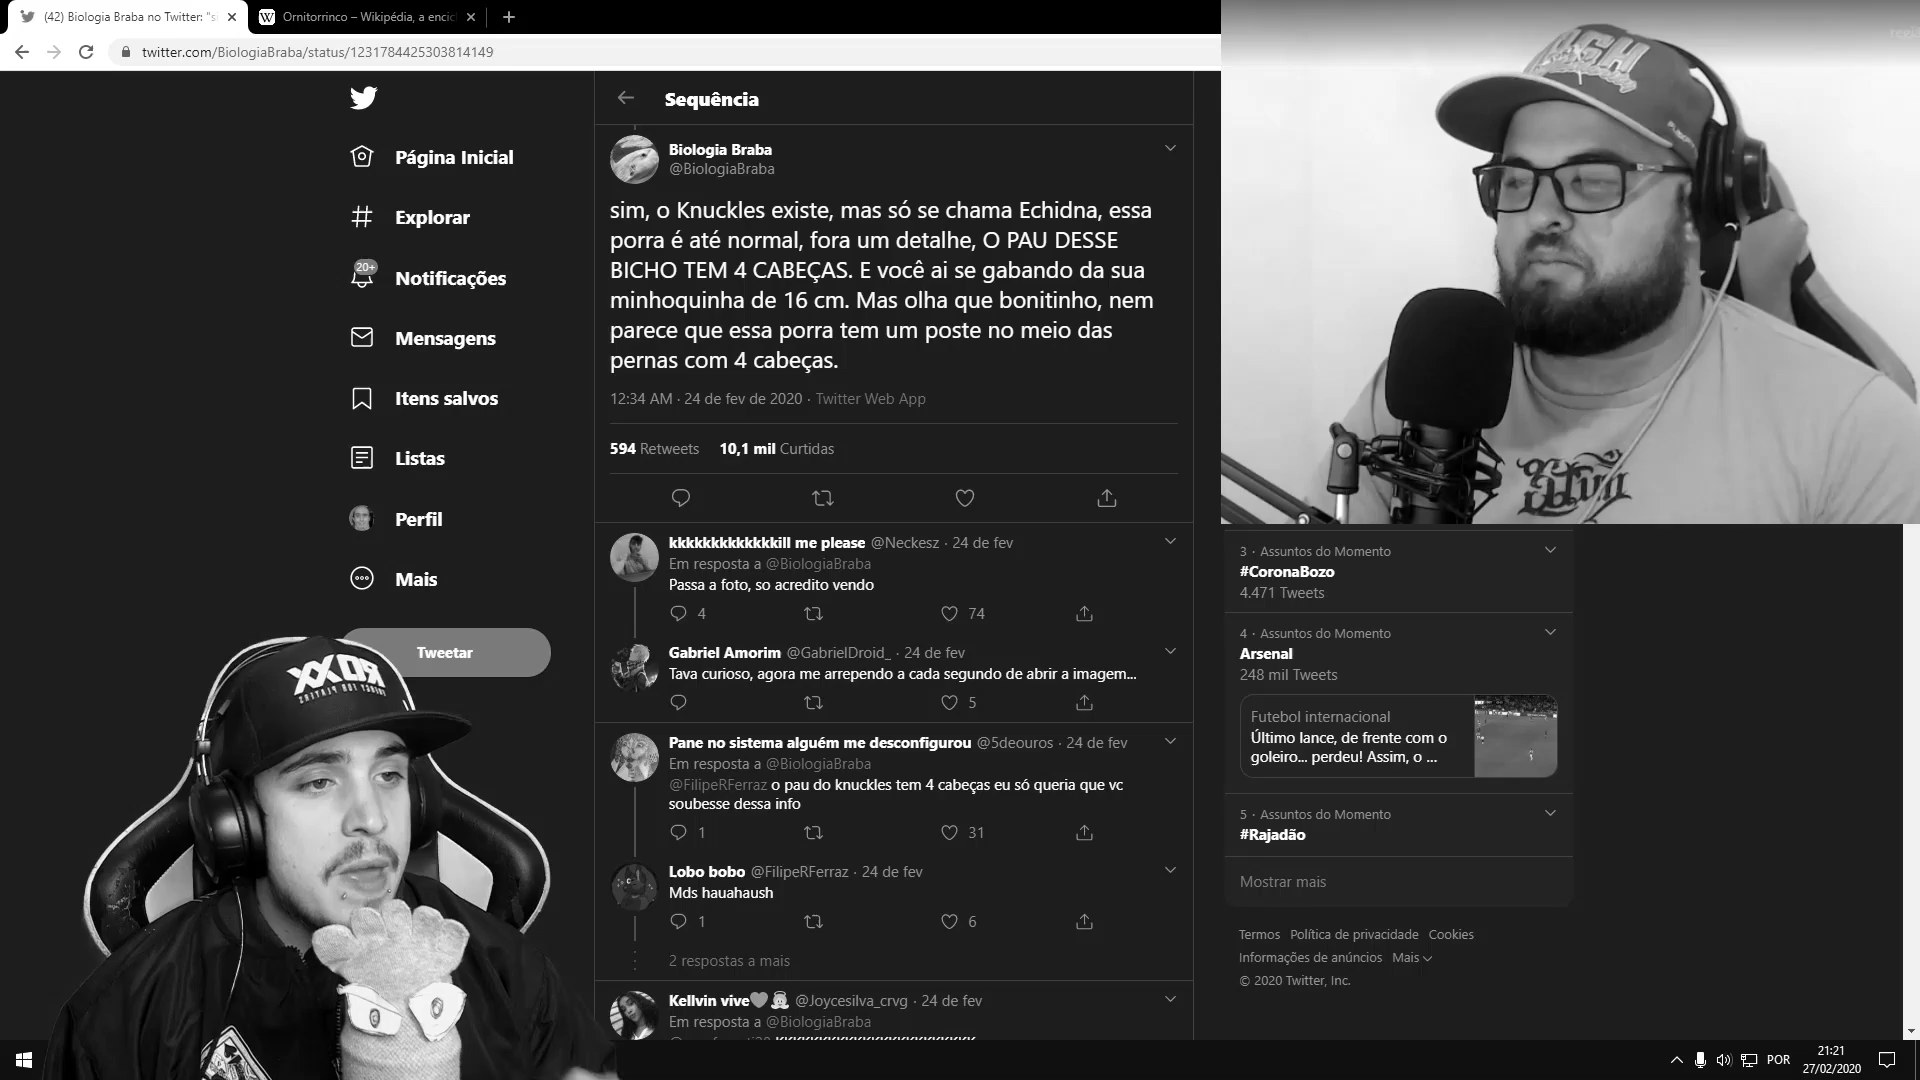 (42) Biologia Braba no Twitter: "s
Ornitorrinco – Wikipédia, a encic
twitter.com/BiologiaBraba/status/1231784425303814149
Página Inicial
Explorar
20+
Notificações
Mensagens
Itens salvos
Listas
Perfil
Mais
Tweetar
Sequência
Biologia Braba
@BiologiaBraba
sim, o Knuckles existe, mas só se chama Echidna, essa
porra é até normal, fora um detalhe, O PAU DESSE
BICHO TEM 4 CABEÇAS. E você ai se gabando da sua
minhoquinha de 16 cm. Mas olha que bonitinho, nem
parece que essa porra tem um poste no meio das
pernas com 4 cabeças.
12:34 AM · 24 de fev de 2020 · Twitter Web App
594 Retweets 10,1 mil Curtidas
kkkkkkkkkkkkkill me please @Neckesz · 24 de fev
Em resposta a @BiologiaBraba
Passa a foto, so acredito vendo
4 74
Gabriel Amorim @GabrielDroid_ · 24 de fev
Tava curioso, agora me arrependo a cada segundo de abrir a imagem...
5
Pane no sistema alguém me desconfigurou @5deouros · 24 de fev
Em resposta a @BiologiaBraba
@FilipeRFerraz o pau do knuckles tem 4 cabeças eu só queria que vc
soubesse dessa info
1 31
Lobo bobo @FilipeRFerraz · 24 de fev
Mds hauahaush
1 6
2 respostas a mais
Kellvin vive @Joycesilva_crvg · 24 de fev
Em resposta a @BiologiaBraba
3 · Assuntos do Momento
#CoronaBozo
4.471 Tweets
4 · Assuntos do Momento
Arsenal
248 mil Tweets
Futebol internacional
Último lance, de frente com o
goleiro... perdeu! Assim, o ...
5 · Assuntos do Momento
#Rajadão
Mostrar mais
Termos Política de privacidade Cookies
Informações de anúncios Mais
© 2020 Twitter, Inc.
POR
21:21
27/02/2020